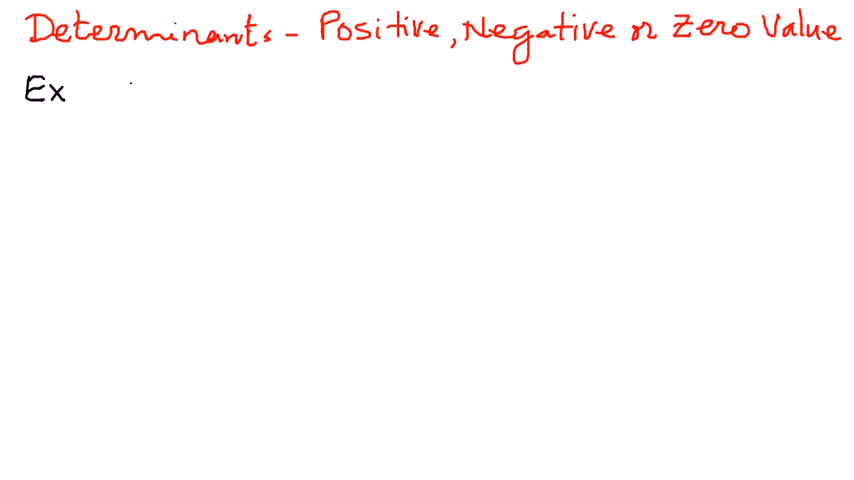 Determinants - Positive, Negative or Zero Value
Ex